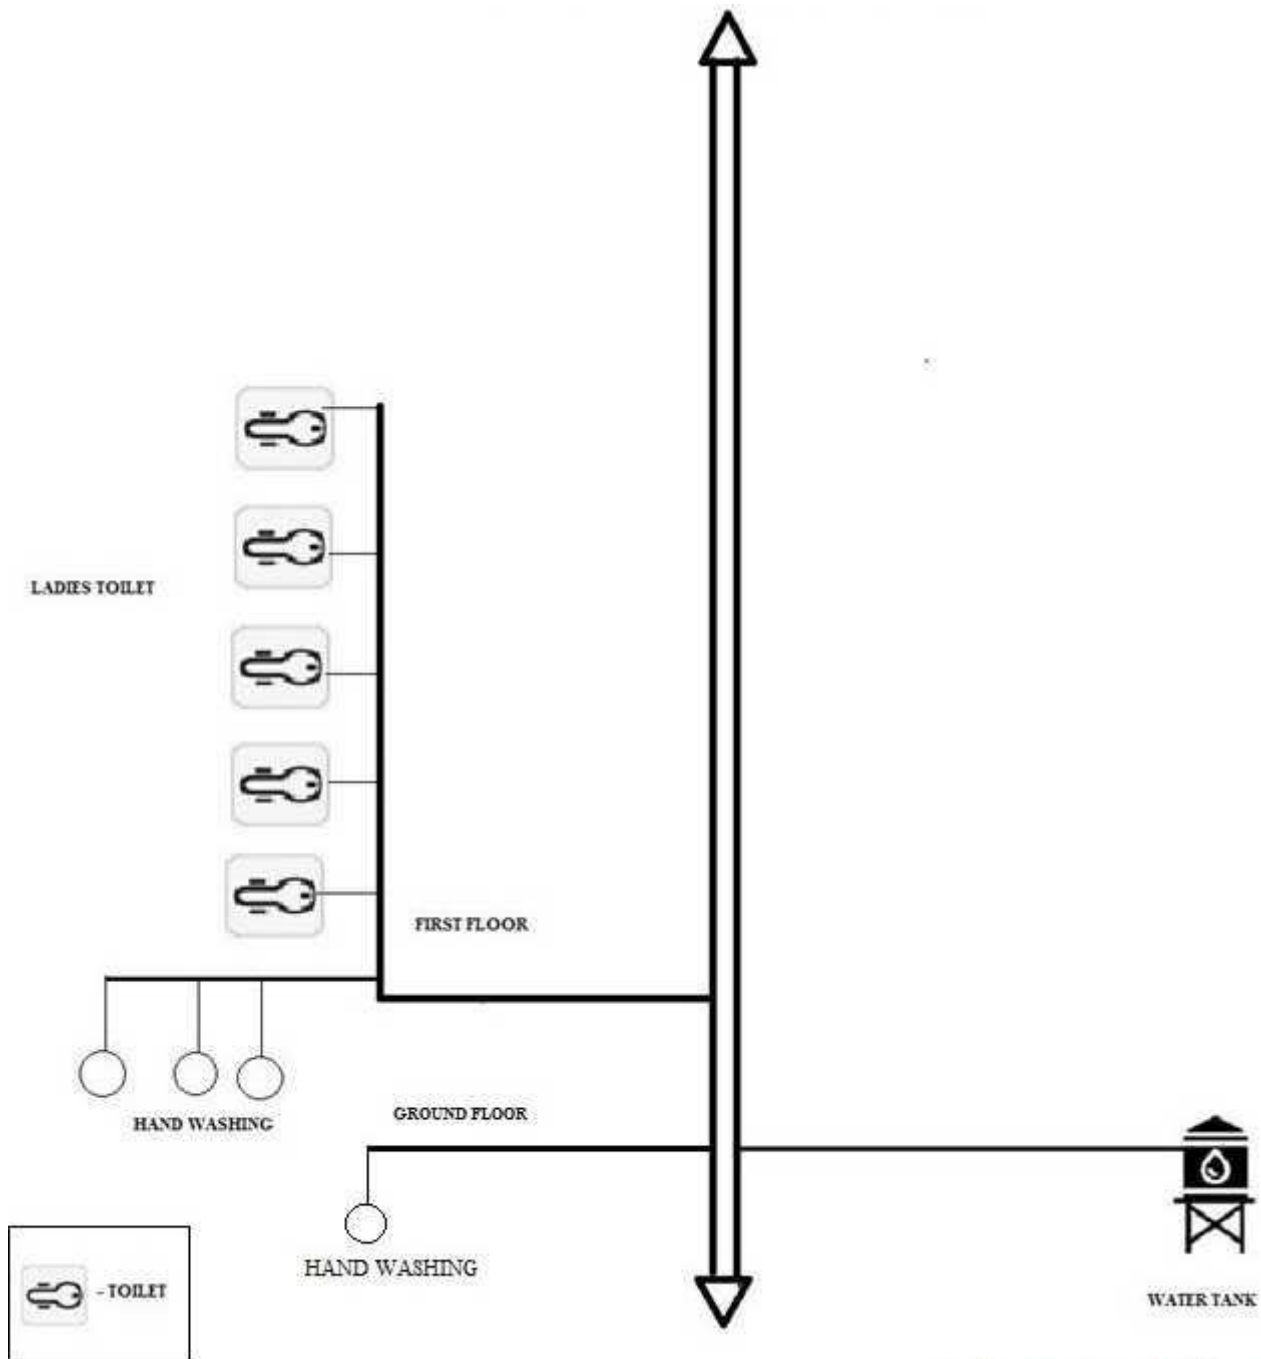 LADIES TOILET
FIRST FLOOR
GROUND FLOOR
HAND WASHING
HAND WASHING
- TOILET
WATER TANK